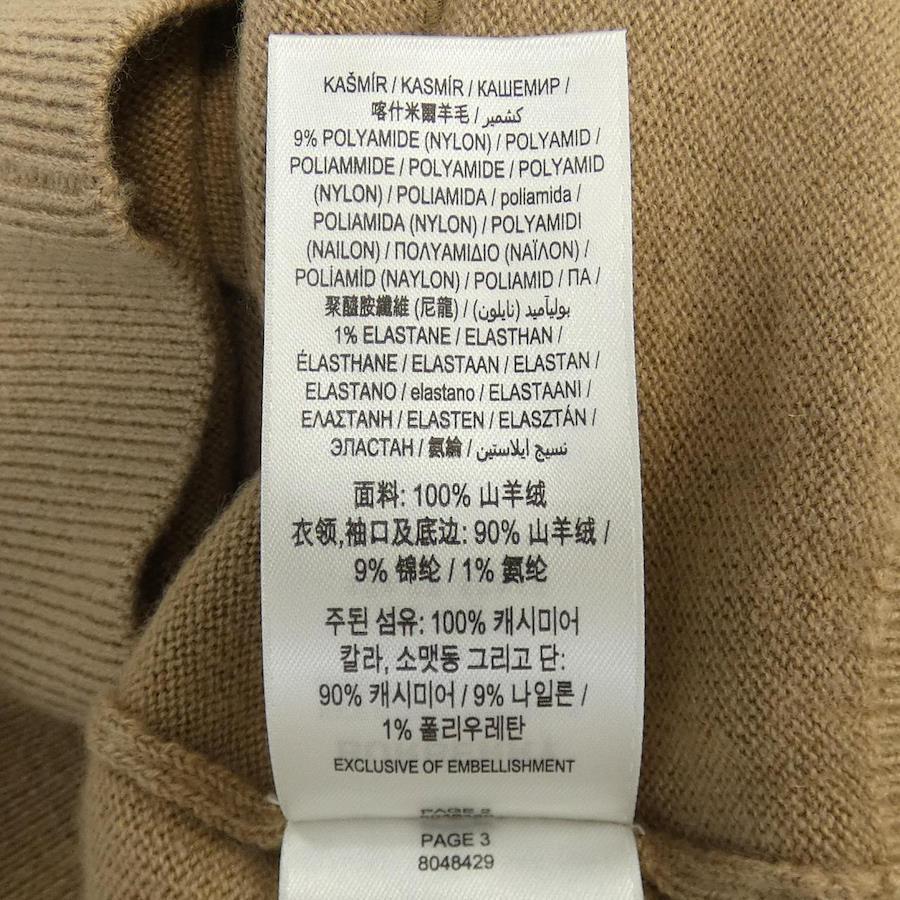 KAŠMÍR / KASMÍR / КАШЕМИР /
喀什米爾羊毛 / كشمير /
9% POLYAMIDE (NYLON) / POLYAMID /
POLIAMMIDE / POLYAMIDE / POLYAMID
(NYLON) / POLIAMIDA / poliamida /
POLIAMIDA (NYLON) / POLYAMIDI
(NAILON) / ΠΟΛΥΑΜΙΔΙΟ (ΝΑΪΛΟΝ) /
POLÍAMÍD (NAYLON) / POLIAMID / ПА /
聚醯胺纖維 (尼龍) / بوليآميد (نايلون) /
1% ELASTANE / ELASTHAN /
ÉLASTHANE / ELASTAAN / ELASTAN /
ELASTANO / elastano / ELASTAANI /
ΕΛΑΣΤΑΝΗ / ELASTEN / ELASZTÁN /
ЭЛАСТАН / 氨綸 / نسيج ايلاستين
面料: 100% 山羊绒
衣领,袖口及底边: 90% 山羊绒 /
9% 锦纶 / 1% 氨纶
주된 섬유: 100% 캐시미어
칼라, 소맷동 그리고 단:
90% 캐시미어 / 9% 나일론 /
1% 폴리우레탄
EXCLUSIVE OF EMBELLISHMENT
PAGE 2
PAGE 3
8048429